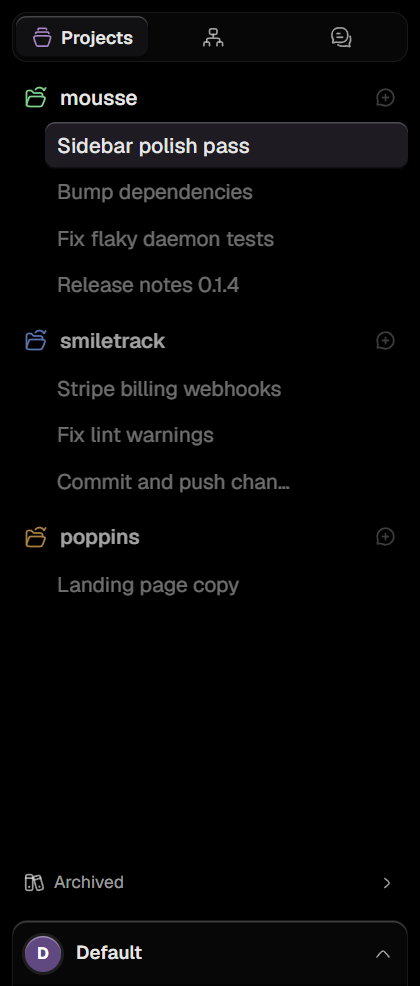 Projects
mousse
Sidebar polish pass
Bump dependencies
Fix flaky daemon tests
Release notes 0.1.4
smiletrack
Stripe billing webhooks
Fix lint warnings
Commit and push chan...
poppins
Landing page copy
Archived
D Default